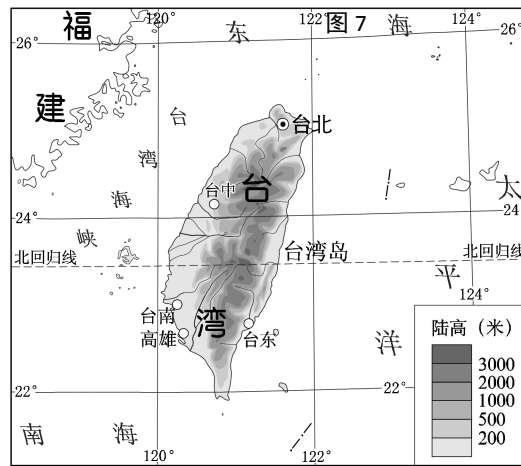 120°
122°
图 7
124°
26°
26°
福
建
东
海
台
湾
海
峡
台北
台中
台
湾
24°
24°
太
平
洋
北回归线
北回归线
台湾岛
124°
台南
高雄
台东
22°
22°
南
海
120°
122°
陆高（米）
3000
2000
1000
500
200